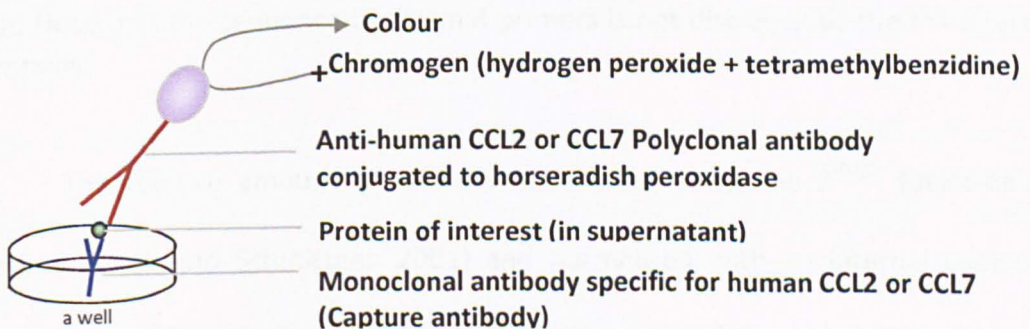 Colour
+Chromogen (hydrogen peroxide + tetramethylbenzidine)
Anti-human CCL2 or CCL7 Polyclonal antibody
conjugated to horseradish peroxidase
Protein of interest (in supernatant)
Monoclonal antibody specific for human CCL2 or CCL7
(Capture antibody)
a well